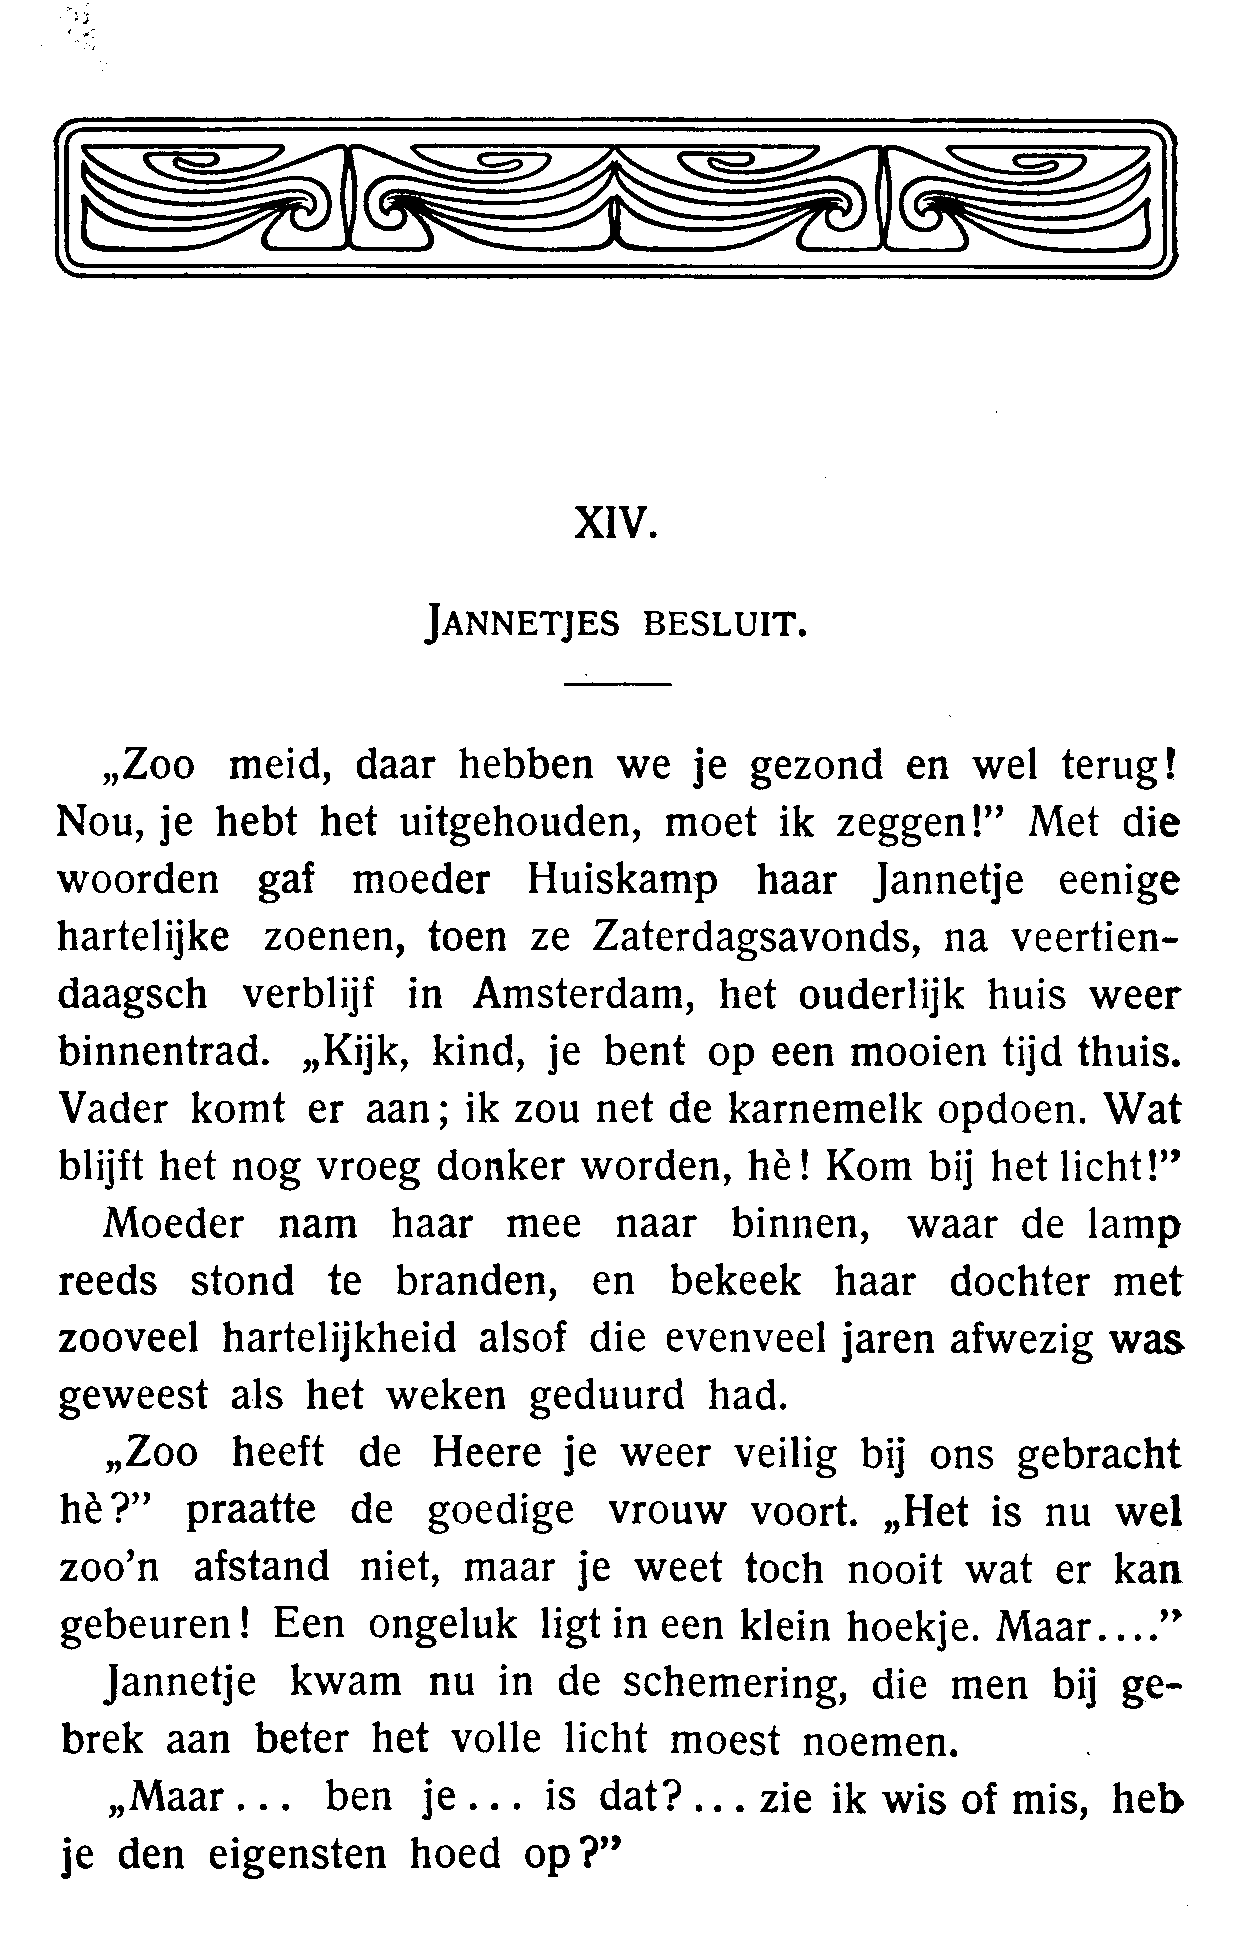 XIV.
JANNETJES BESLUIT.
„Zoo meid, daar hebben we je gezond en wel terug!
Nou, je hebt het uitgehouden, moet ik zeggen!” Met die
woorden gaf moeder Huiskamp haar Jannetje eenige
hartelijke zoenen, toen ze Zaterdagsavonds, na veertien-
daagsch verblijf in Amsterdam, het ouderlijk huis weer
binnentrad. „Kijk, kind, je bent op een mooien tijd thuis.
Vader komt er aan; ik zou net de karnemelk opdoen. Wat
blijft het nog vroeg donker worden, hè! Kom bij het licht!”
Moeder nam haar mee naar binnen, waar de lamp
reeds stond te branden, en bekeek haar dochter met
zooveel hartelijkheid alsof die evenveel jaren afwezig was
geweest als het weken geduurd had.
„Zoo heeft de Heere je weer veilig bij ons gebracht
hè?” praatte de goedige vrouw voort. „Het is nu wel
zoo'n afstand niet, maar je weet toch nooit wat er kan
gebeuren! Een ongeluk ligt in een klein hoekje. Maar....”
Jannetje kwam nu in de schemering, die men bij ge-
brek aan beter het volle licht moest noemen.
„Maar... ben je... is dat?... zie ik wis of mis, heb
je den eigensten hoed op?”